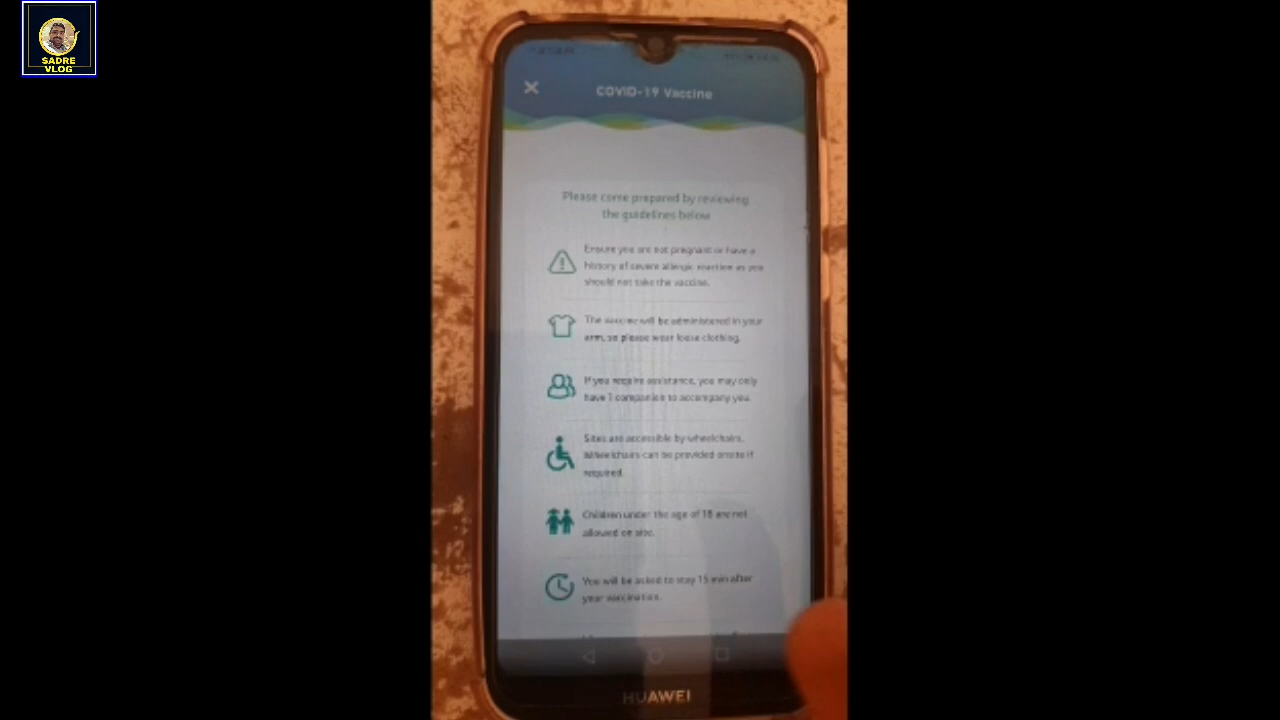 SADRE
VLOG
COVID-19 Vaccine
Please come prepared by reviewing
the guidelines below
Ensure you are not pregnant or have a
history of severe allergic reaction as you
should not take the vaccine.
The vaccine will be administered in your
arm, so please wear loose clothing.
If you require assistance, you may only
have 1 companion to accompany you.
Sites are accessible by wheelchairs.
Wheelchairs can be provided onsite if
required.
Children under the age of 18 are not
allowed on site.
You will be asked to stay 15 min after
your vaccination.
HUAWEI